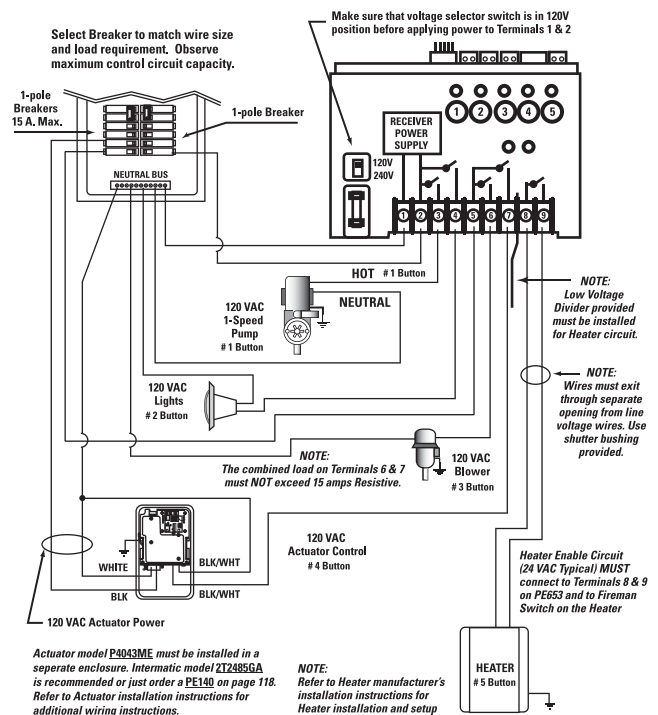 Make sure that voltage selector switch is in 120V
position before applying power to Terminals 1 & 2
Select Breaker to match wire size
and load requirement. Observe
maximum control circuit capacity.
1-pole
Breakers
15 A. Max.
1-pole Breaker
NEUTRAL BUS
RECEIVER
POWER
SUPPLY
120V
240V
1 2 3 4 5
1 2 3 4 5 6 7 8 9
HOT # 1 Button
NEUTRAL
120 VAC
1-Speed
Pump
# 1 Button
NOTE:
Low Voltage
Divider provided
must be installed
for Heater circuit.
NOTE:
Wires must exit
through separate
opening from line
voltage wires. Use
shutter bushing
provided.
120 VAC
Lights
# 2 Button
NOTE:
The combined load on Terminals 6 & 7
must NOT exceed 15 amps Resistive.
120 VAC
Blower
# 3 Button
120 VAC
Actuator Control
# 4 Button
WHITE
BLK/WHT
BLK
BLK/WHT
120 VAC Actuator Power
Heater Enable Circuit
(24 VAC Typical) MUST
connect to Terminals 8 & 9
on PE653 and to Fireman
Switch on the Heater
Actuator model P4043ME must be installed in a
seperate enclosure. Intermatic model 2T2485GA
is recommended or just order a PE140 on page 118.
Refer to Actuator installation instructions for
additional wiring instructions.
NOTE:
Refer to Heater manufacturer's
installation instructions for
Heater installation and setup
HEATER
# 5 Button